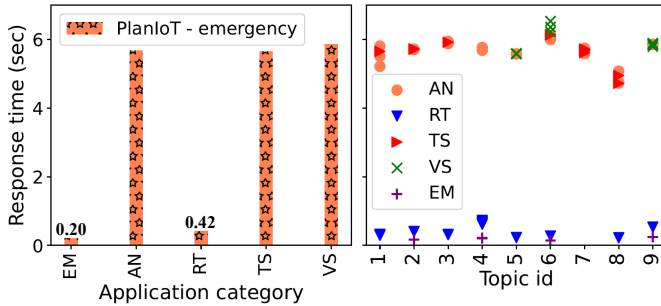 Response time (sec)
6
4
2
0
PlanIoT - emergency
0.20
0.42
EM
AN
RT
TS
VS
Application category
AN
RT
TS
VS
EM
1
2
3
4
5
6
7
8
9
Topic id